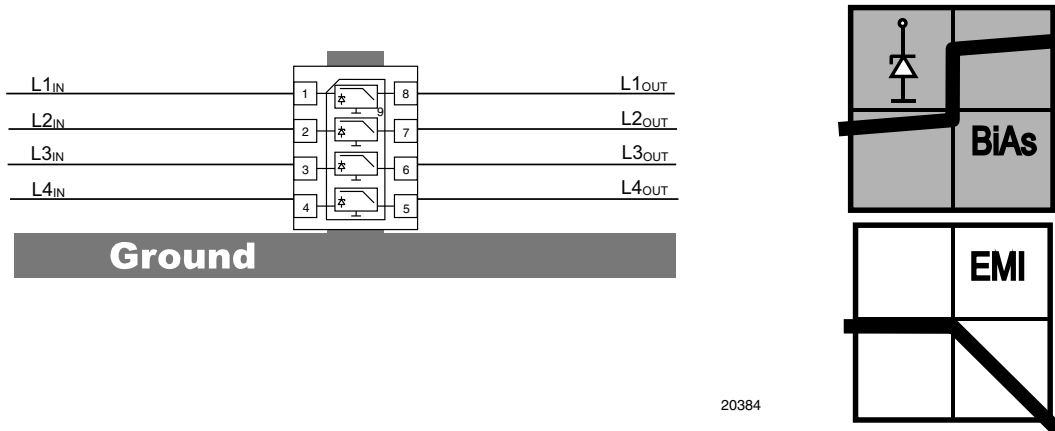 L1IN
L1OUT
1
8
9
L2IN
L2OUT
2
7
L3IN
L3OUT
3
6
L4IN
L4OUT
4
5
Ground
BiAs
EMI
20384